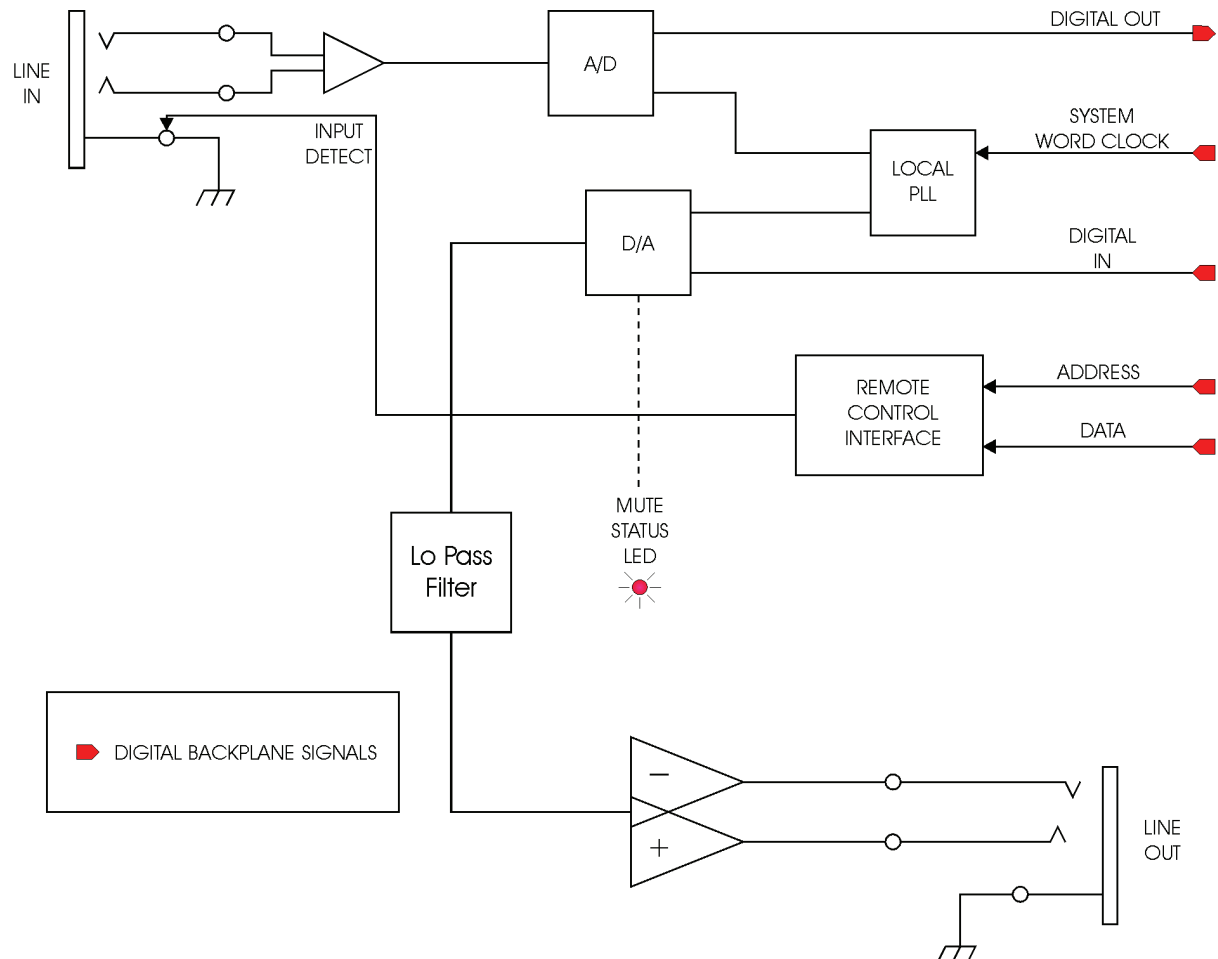 DIGITAL OUT
LINE
IN
A/D
SYSTEM
WORD CLOCK
INPUT
DETECT
LOCAL
PLL
D/A
DIGITAL
IN
REMOTE
CONTROL
INTERFACE
ADDRESS
DATA
MUTE
STATUS
LED
Lo Pass
Filter
DIGITAL BACKPLANE SIGNALS
−
+
LINE
OUT